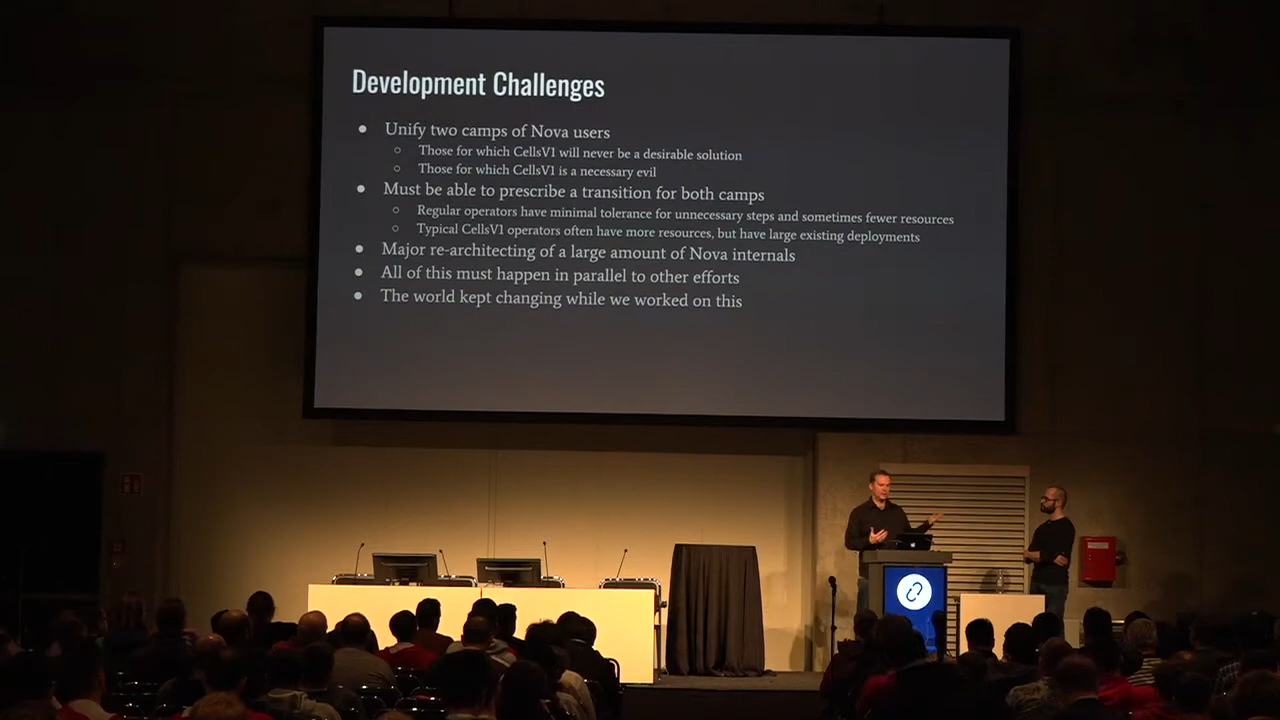 Development Challenges
● Unify two camps of Nova users
○ Those for which CellsV1 will never be a desirable solution
○ Those for which CellsV1 is a necessary evil
● Must be able to prescribe a transition for both camps
○ Regular operators have minimal tolerance for unnecessary steps and sometimes fewer resources
○ Typical CellsV1 operators often have more resources, but have large existing deployments
● Major re-architecting of a large amount of Nova internals
● All of this must happen in parallel to other efforts
● The world kept changing while we worked on this